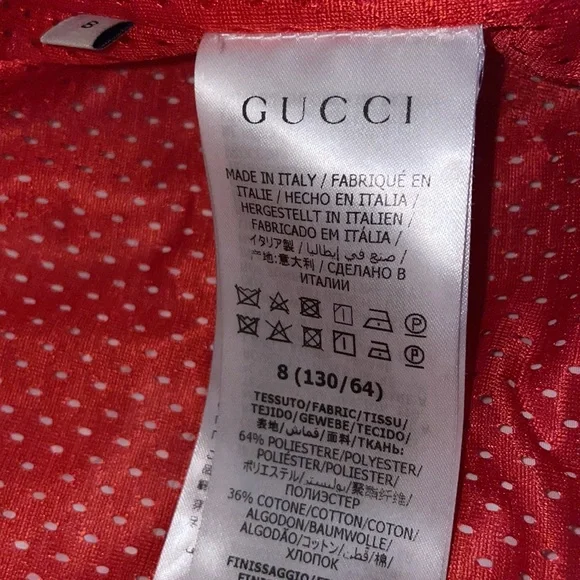 8
GUCCI
MADE IN ITALY / FABRIQUÉ EN
ITALIE / HECHO EN ITALIA /
HERGESTELLT IN ITALIEN /
FABRICADO EM ITÁLIA /
イタリア製 / صنع في إيطاليا /
产地:意大利 / СДЕЛАНО В
ИТАЛИИ
8 (130/64)
TESSUTO/FABRIC/TISSU/
TEJIDO/GEWEBE/TECIDO/
表地/قماش/面料/ТКАНЬ:
64% POLIESTERE/POLYESTER/
POLIÉSTER/POLIESTER/
ポリエステル/بوليستر/聚酯纤维/
ПОЛИЭСТЕР
36% COTONE/COTTON/COTON/
ALGODON/BAUMWOLLE/
ALGODÃO/コットン/قطن/棉/
ХЛОПОК